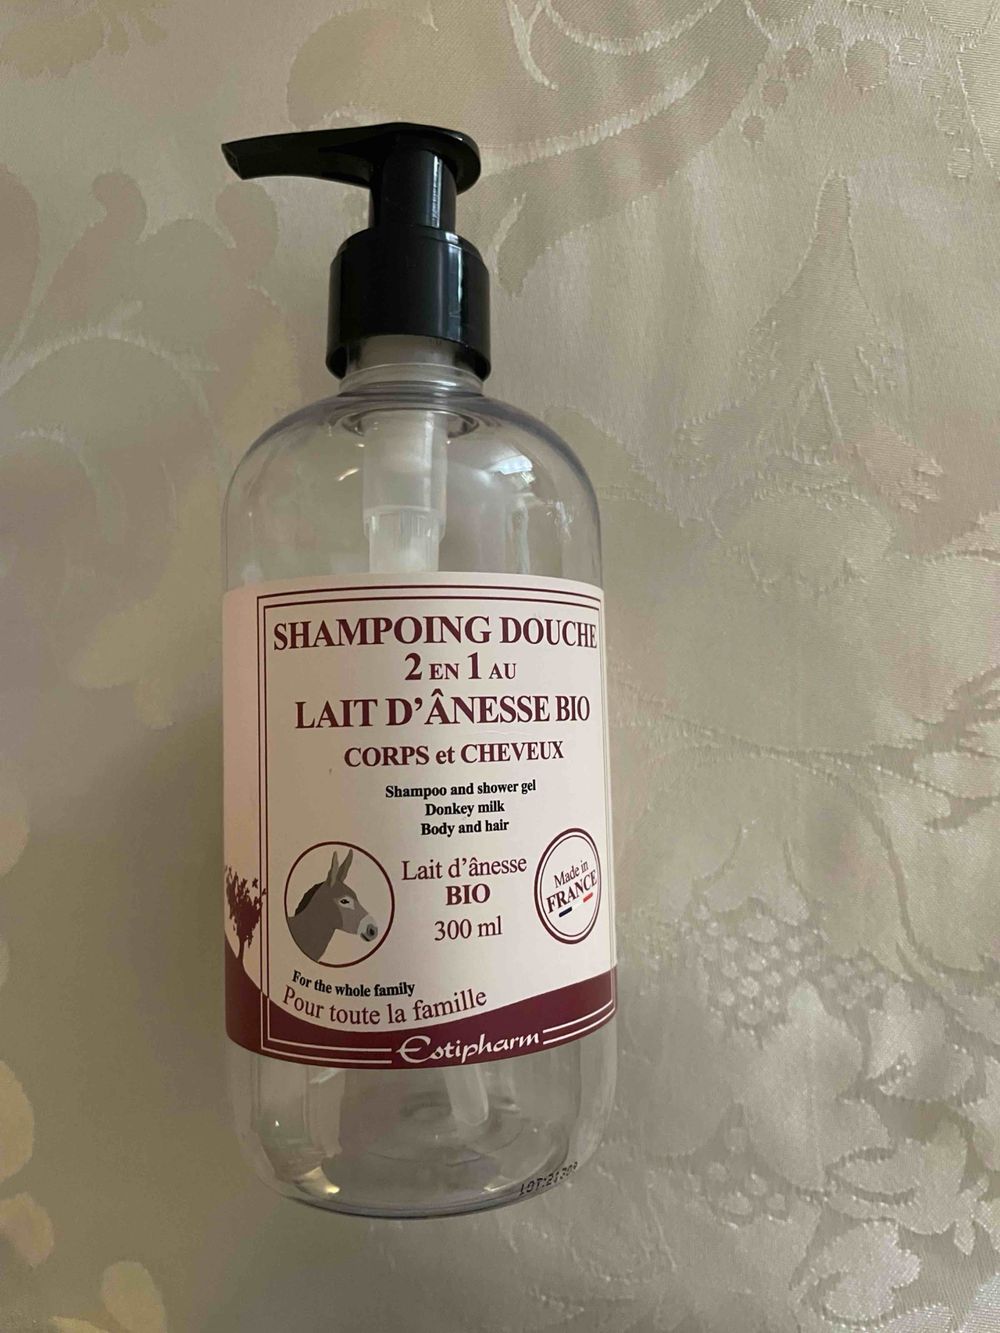 SHAMPOING DOUCHE
2 EN 1 AU
LAIT D'ÂNESSE BIO
CORPS et CHEVEUX
Shampoo and shower gel
Donkey milk
Body and hair
Lait d'ânesse
BIO
300 ml
Made in
FRANCE
For the whole family
Pour toute la famille
Estipharm